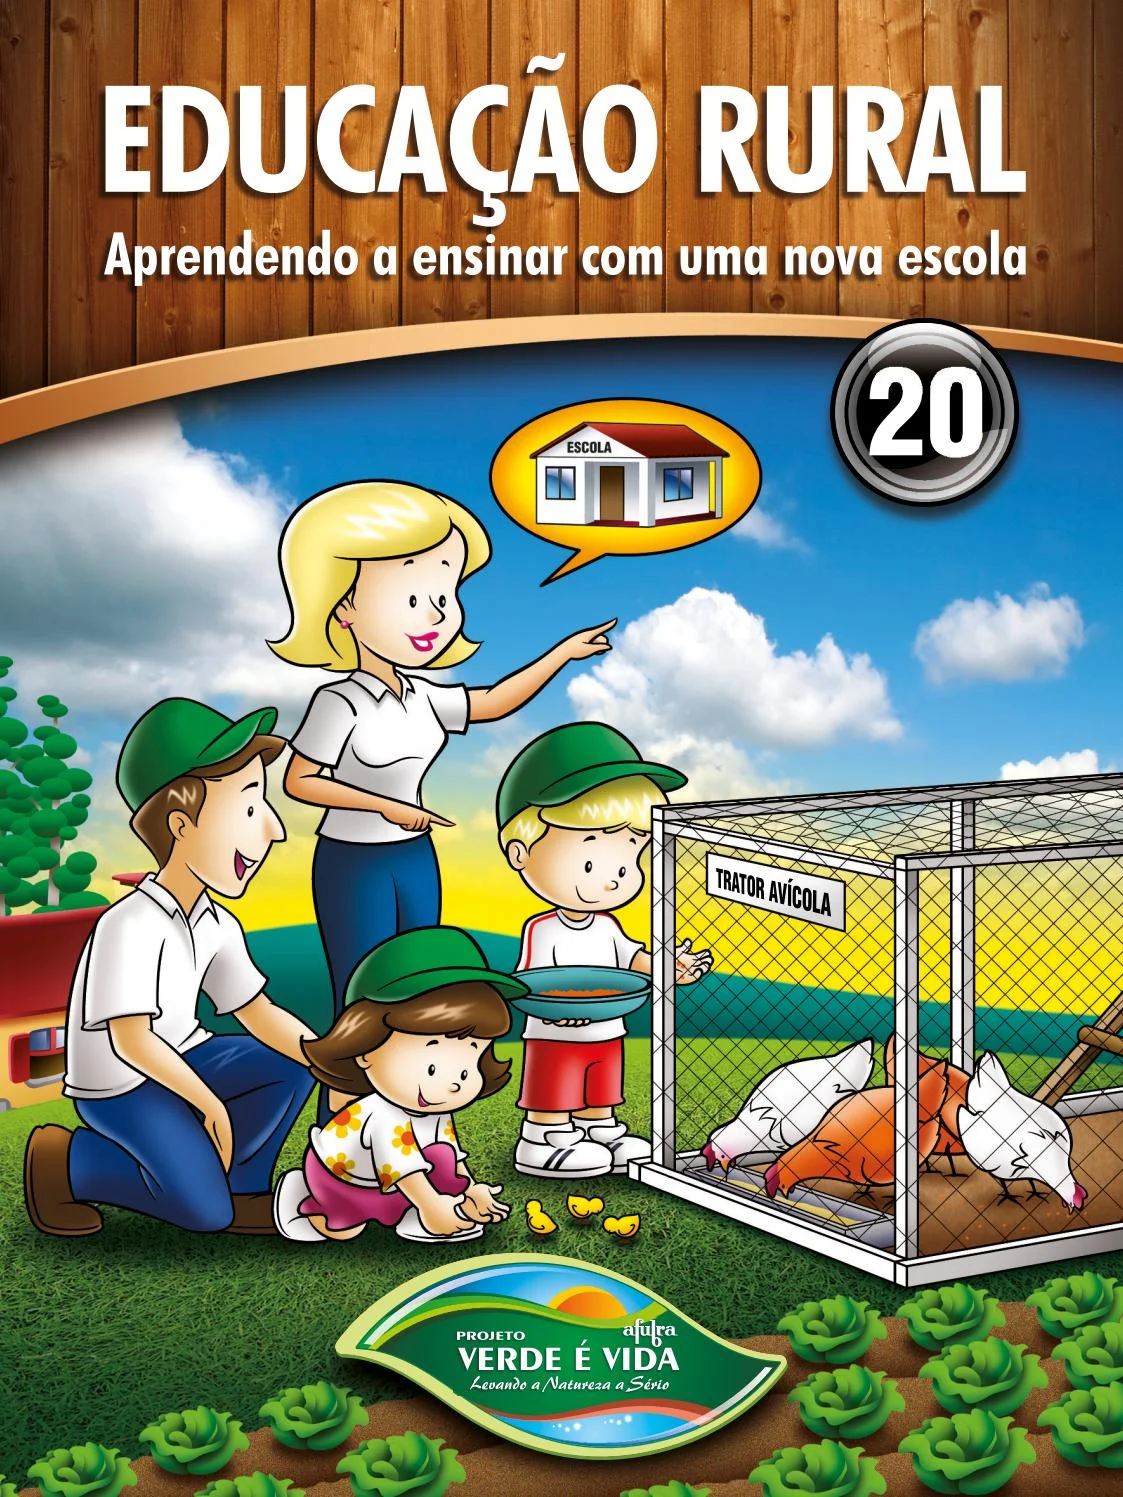 EDUCAÇÃO RURAL
Aprendendo a ensinar com uma nova escola
20
ESCOLA
TRATOR AVÍCOLA
PROJETO
afubra
VERDE É VIDA
Levando a Natureza a Sério